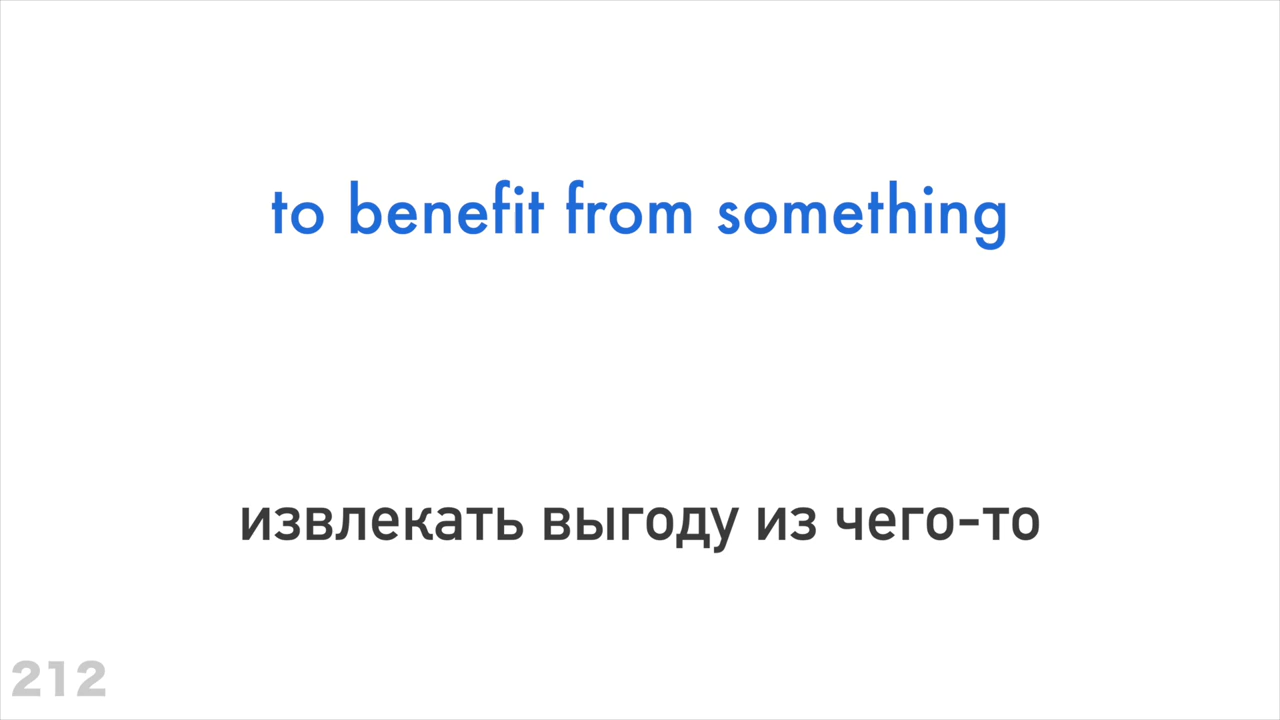 to benefit from something
извлекать выгоду из чего-то
212